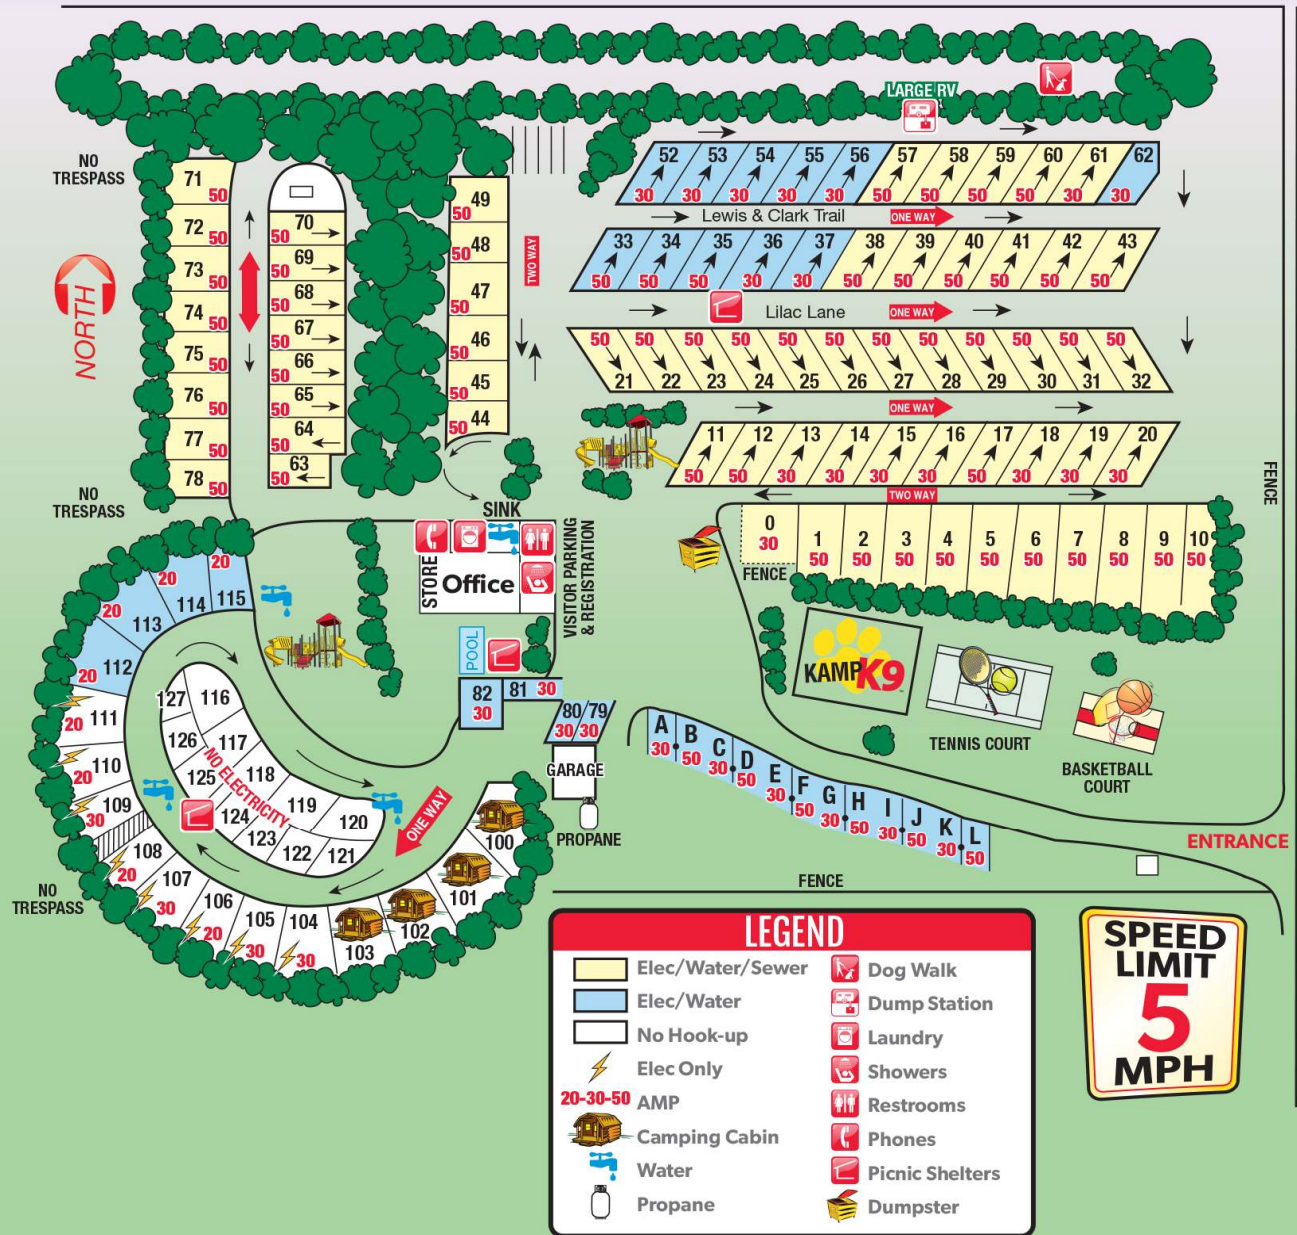 LARGE RV
NO
TRESPASS
71
50
72
50
73
50
74
50
75
50
76
50
77
50
78
50
NO
TRESPASS
NORTH
70
50
69
50
68
50
67
50
66
50
65
50
64
50
63
50
49
50
48
50
47
50
46
50
45
50
44
50
TWO WAY
52 53 54 55 56 57 58 59 60 61 62
30 30 30 30 30 50 50 50 50 30 30
Lewis & Clark Trail ONE WAY
33 34 35 36 37 38 39 40 41 42 43
50 50 50 30 30 50 50 50 50 50 50
Lilac Lane ONE WAY
50 50 50 50 50 50 50 50 50 50 50 50
21 22 23 24 25 26 27 28 29 30 31 32
ONE WAY
11 12 13 14 15 16 17 18 19 20
50 50 30 30 30 30 30 30 30 30
TWO WAY
0 1 2 3 4 5 6 7 8 9 10
30 50 50 50 50 50 50 50 50 50 50
FENCE
FENCE
SINK
STORE
Office
VISITOR PARKING
& REGISTRATION
POOL
82
30
81 30
80 79
30 30
GARAGE
PROPANE
KAMP K9
TENNIS COURT
BASKETBALL
COURT
A B C D E F G H I J K L
30 50 30 50 30 50 30 50 30 50 30 50
ENTRANCE
FENCE
20
115
20
114
20
113
20
112
20
111
20
110
30
109
20
108
30
107
20
106
30
105
30
104
103
102
101
100
127
116
126
117
125
118
124
119
123
120
122
121
NO ELECTRICITY
ONE WAY
NO
TRESPASS
LEGEND
Elec/Water/Sewer
Elec/Water
No Hook-up
Elec Only
20-30-50 AMP
Camping Cabin
Water
Propane
Dog Walk
Dump Station
Laundry
Showers
Restrooms
Phones
Picnic Shelters
Dumpster
SPEED
LIMIT
5
MPH